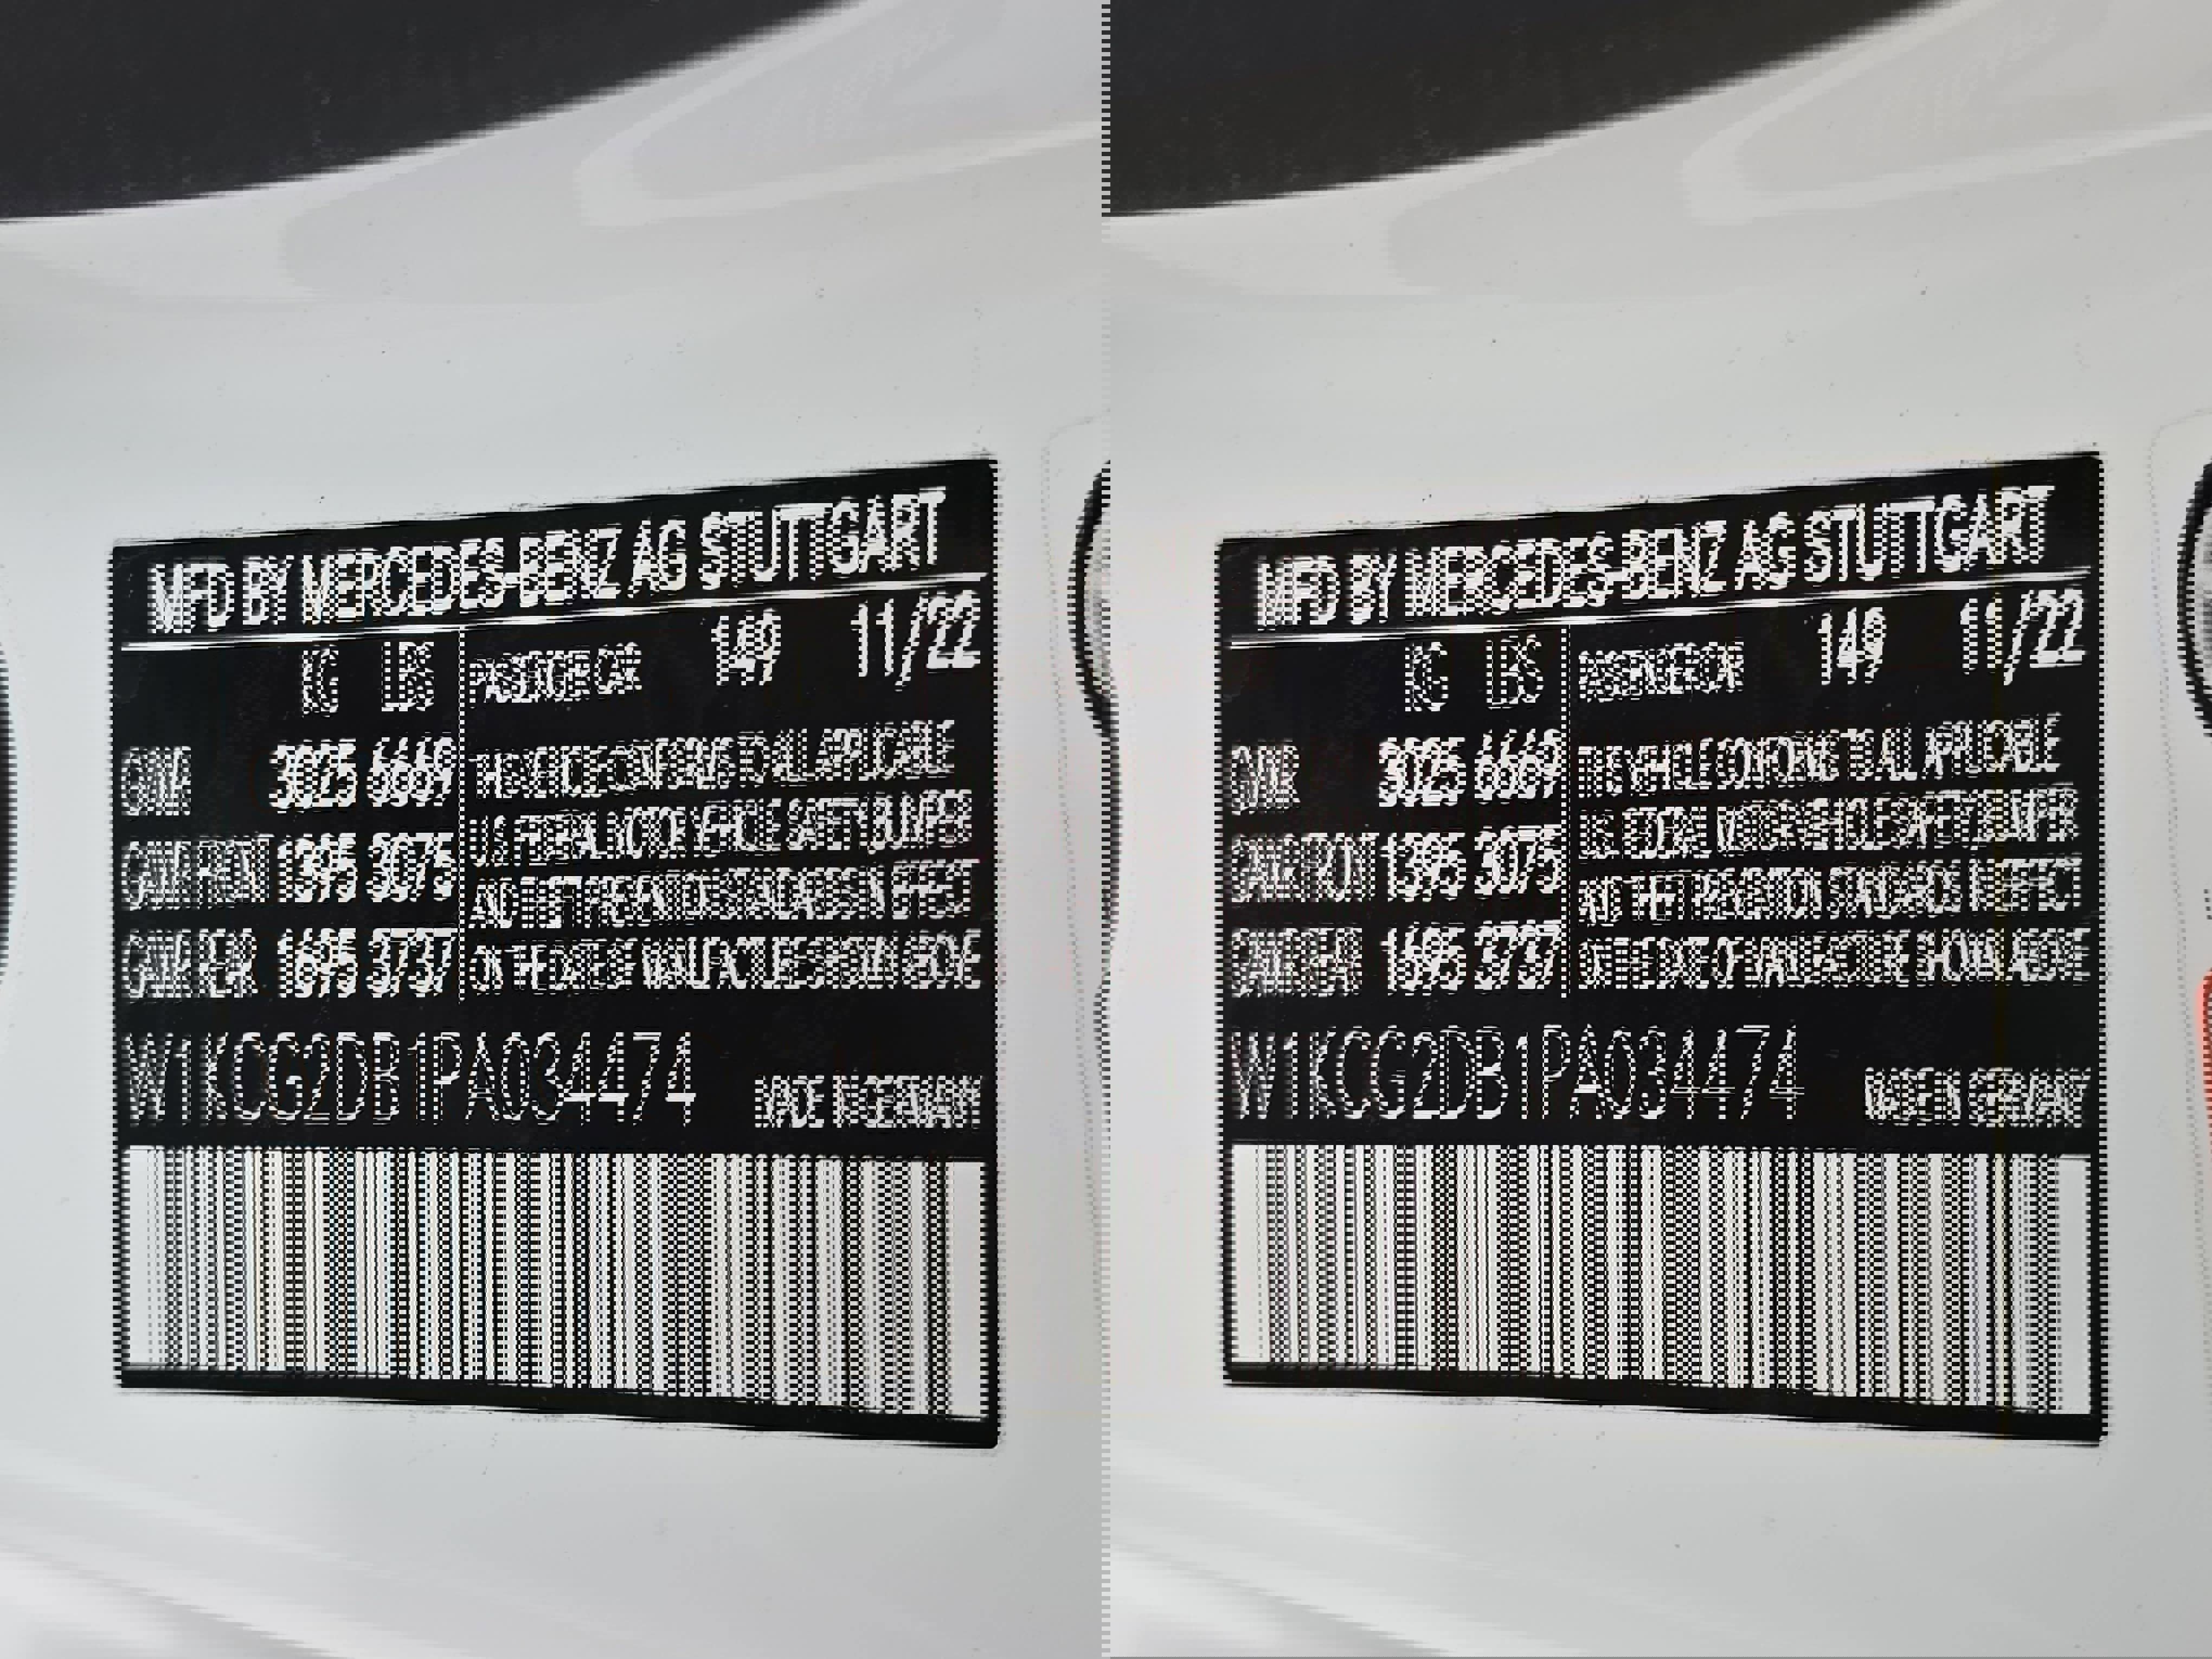 MFD BY MERCEDES-BENZ AG STUTTGART
KG LBS PASSENGER CAR 149 11/22
GVWR 3025 6669 THIS VEHICLE CONFORMS TO ALL APPLICABLE
GAWR FRONT 1395 3075 U.S. FEDERAL MOTOR VEHICLE SAFETY BUMPER
AND THEFT PREVENTION STANDARDS IN EFFECT
GAWR REAR 1695 3737 ON THE DATE OF MANUFACTURE SHOWN ABOVE
W1KCG2DB1PA034474 MADE IN GERMANY
MFD BY MERCEDES-BENZ AG STUTTGART
KG LBS PASSENGER CAR 149 11/22
GVWR 3025 6669 THIS VEHICLE CONFORMS TO ALL APPLICABLE
GAWR FRONT 1395 3075 U.S. FEDERAL MOTOR VEHICLE SAFETY BUMPER
AND THEFT PREVENTION STANDARDS IN EFFECT
GAWR REAR 1695 3737 ON THE DATE OF MANUFACTURE SHOWN ABOVE
W1KCG2DB1PA034474 MADE IN GERMANY